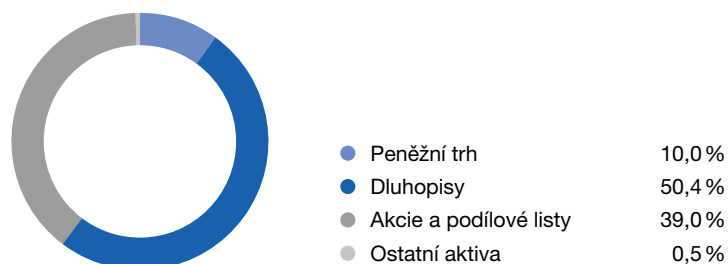 Peněžní trh 10,0 %
Dluhopisy 50,4 %
Akcie a podílové listy 39,0 %
Ostatní aktiva 0,5 %